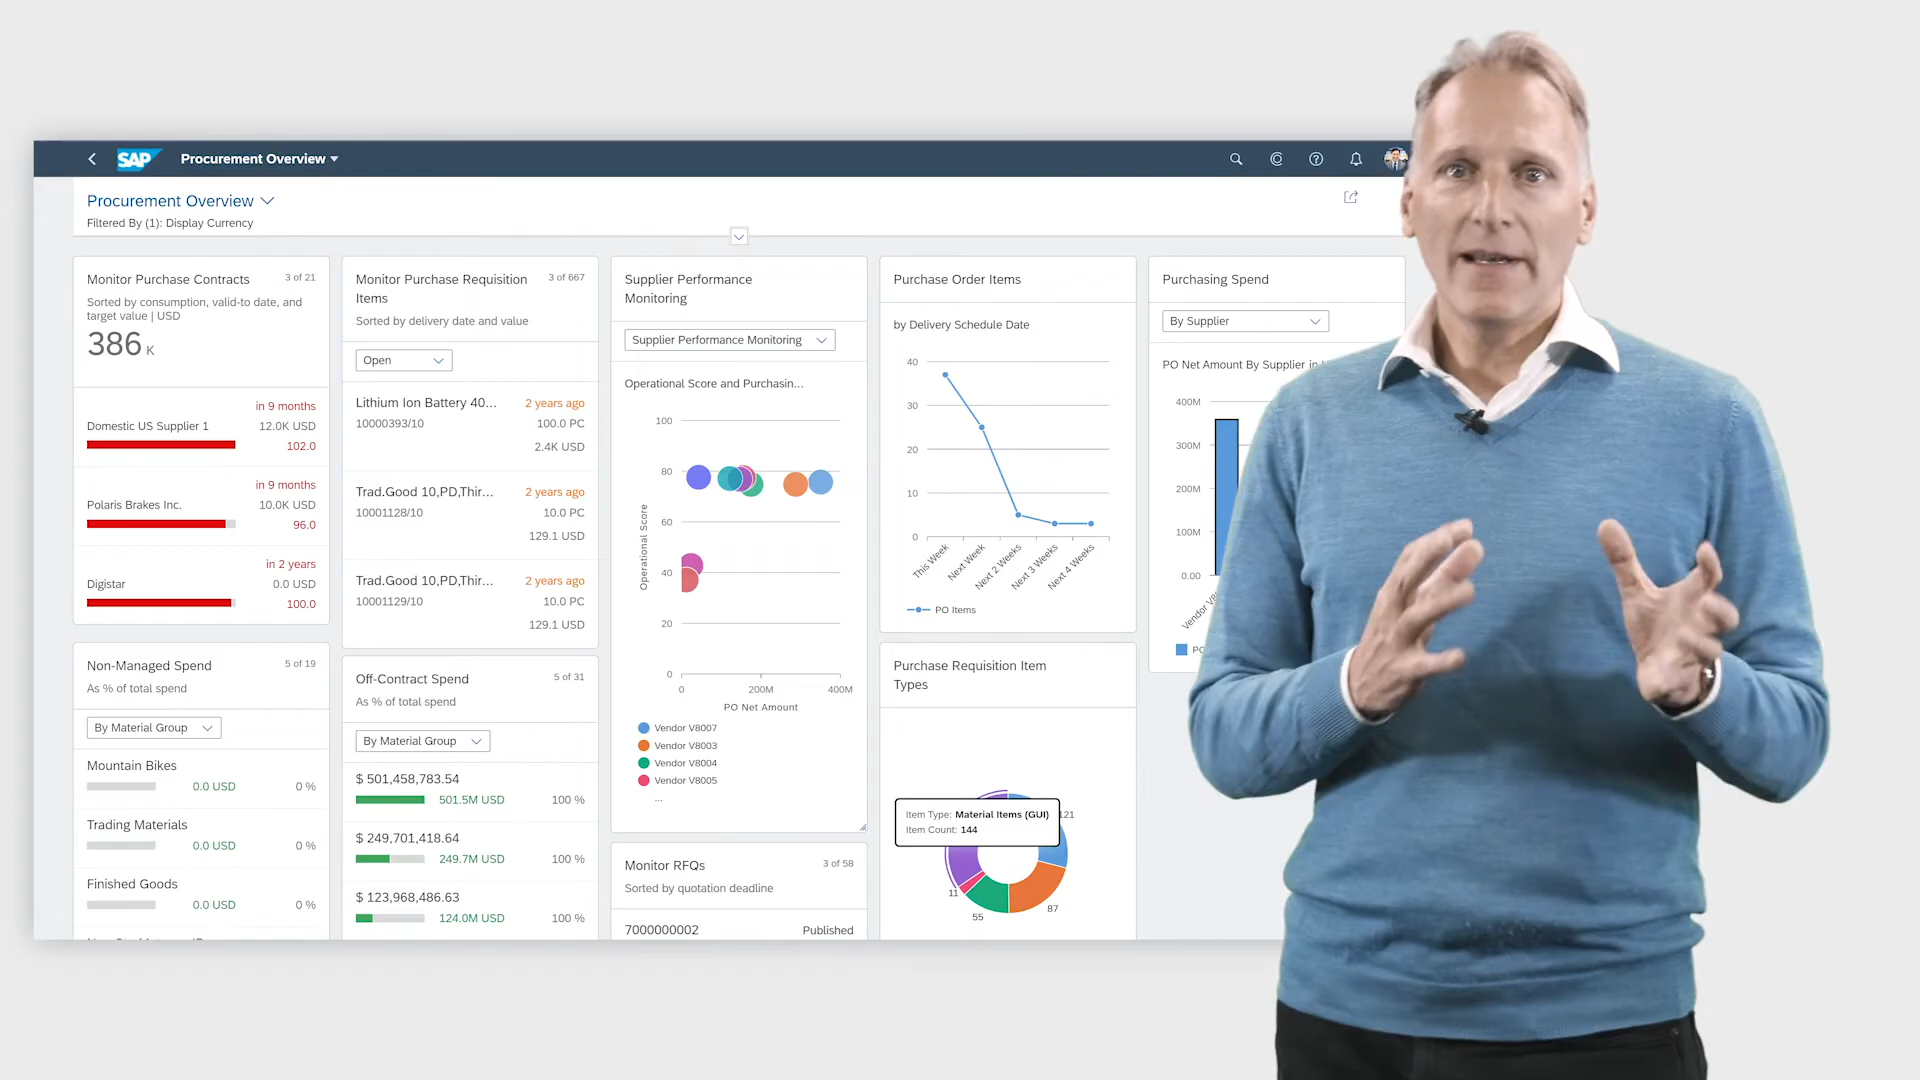 SAP
Procurement Overview
Procurement Overview
Filtered By (1): Display Currency
Monitor Purchase Contracts
3 of 21
Sorted by consumption, valid-to date, and
target value | USD
386 K
in 9 months
Domestic US Supplier 1
12.0K USD
102.0
in 9 months
Polaris Brakes Inc.
10.0K USD
96.0
in 2 years
Digistar
0.0 USD
100.0
Non-Managed Spend
5 of 19
As % of total spend
By Material Group
Mountain Bikes
0.0 USD
0 %
Trading Materials
0.0 USD
0 %
Finished Goods
0.0 USD
0 %
Monitor Purchase Requisition
Items
3 of 667
Sorted by delivery date and value
Open
Lithium Ion Battery 40...
2 years ago
10000393/10
100.0 PC
2.4K USD
Trad.Good 10,PD,Thir...
2 years ago
10001128/10
10.0 PC
129.1 USD
Trad.Good 10,PD,Thir...
2 years ago
10001129/10
10.0 PC
129.1 USD
Off-Contract Spend
5 of 31
As % of total spend
By Material Group
$ 501,458,783.54
501.5M USD
100 %
$ 249,701,418.64
249.7M USD
100 %
$ 123,968,486.63
124.0M USD
100 %
Supplier Performance
Monitoring
Supplier Performance Monitoring
Operational Score and Purchasin...
100
80
60
40
20
0
Operational Score
0
200M
400M
PO Net Amount
Vendor V8007
Vendor V8003
Vendor V8004
Vendor V8005
...
Monitor RFQs
3 of 58
Sorted by quotation deadline
7000000002
Published
Purchase Order Items
by Delivery Schedule Date
40
30
20
10
0
This Week
Next Week
Next 2 Weeks
Next 3 Weeks
Next 4 Weeks
PO Items
Purchase Requisition Item
Types
Item Type: Material Items (GUI)
Item Count: 144
121
11
55
87
Purchasing Spend
By Supplier
PO Net Amount By Supplier in
400M
300M
200M
100M
0.00
Vendor